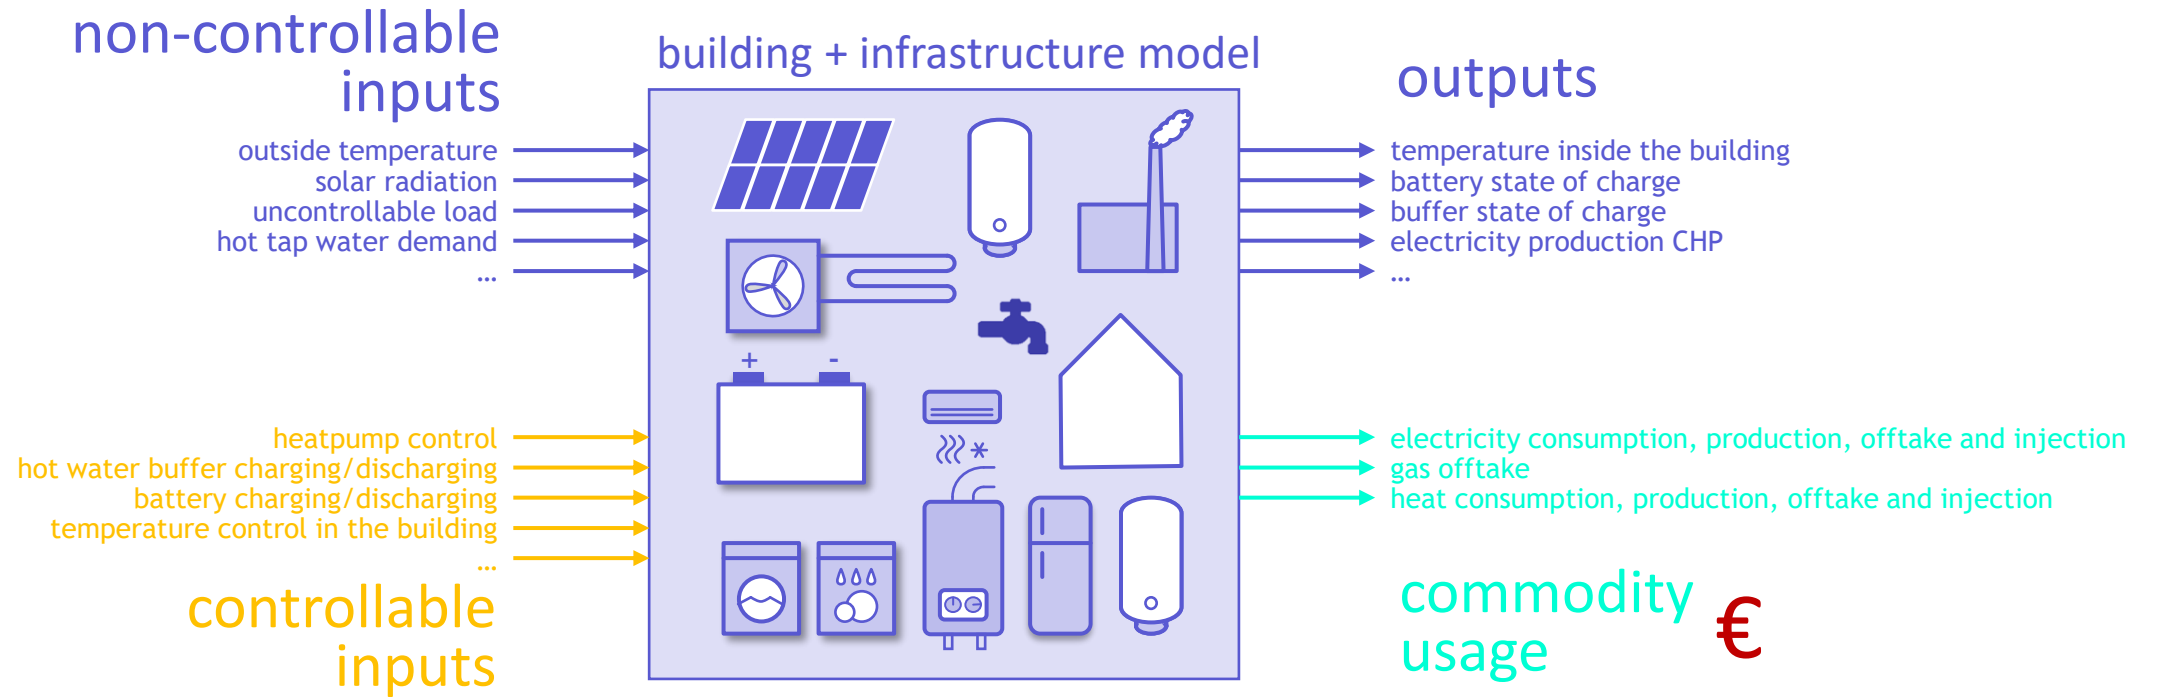 non-controllable
inputs
outside temperature
solar radiation
uncontrollable load
hot tap water demand
...
building + infrastructure model
+ -
outputs
temperature inside the building
battery state of charge
buffer state of charge
electricity production CHP
...
heatpump control
hot water buffer charging/discharging
battery charging/discharging
temperature control in the building
...
controllable
inputs
electricity consumption, production, offtake and injection
gas offtake
heat consumption, production, offtake and injection
commodity
usage
€